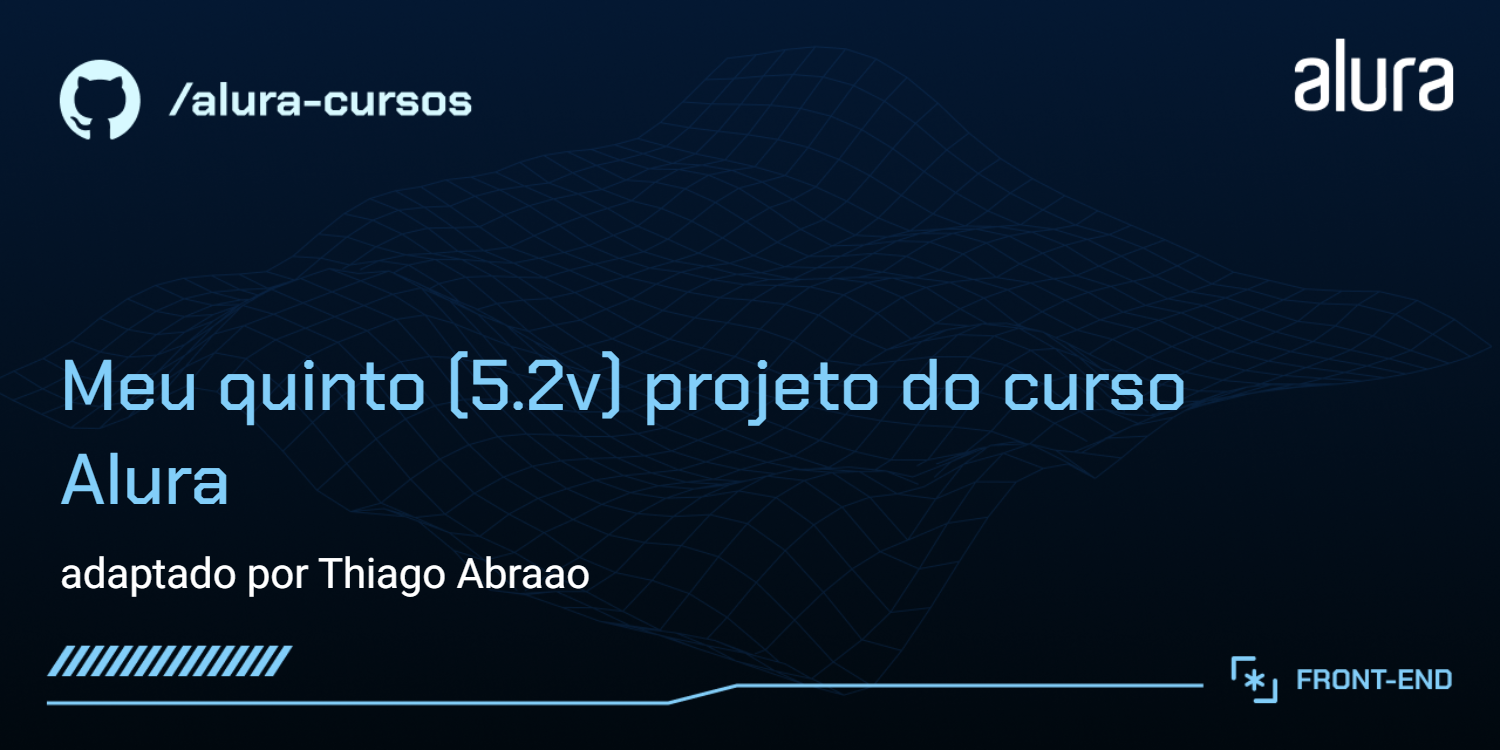 /alura-cursos
alura
Meu quinto (5.2v) projeto do curso
Alura
adaptado por Thiago Abraao
FRONT-END